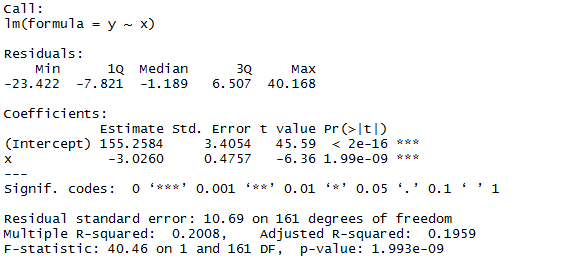 Call:
lm(formula = y ~ x)
Residuals:
    Min      1Q  Median      3Q     Max
-23.422  -7.821  -1.189   6.507  40.168
Coefficients:
            Estimate Std. Error t value Pr(>|t|)
(Intercept) 155.2584     3.4054   45.59  < 2e-16 ***
x            -3.0260     0.4757   -6.36 1.99e-09 ***
---
Signif. codes:  0 ‘***’ 0.001 ‘**’ 0.01 ‘*’ 0.05 ‘.’ 0.1 ‘ ’ 1
Residual standard error: 10.69 on 161 degrees of freedom
Multiple R-squared:  0.2008,    Adjusted R-squared:  0.1959
F-statistic: 40.46 on 1 and 161 DF,  p-value: 1.993e-09